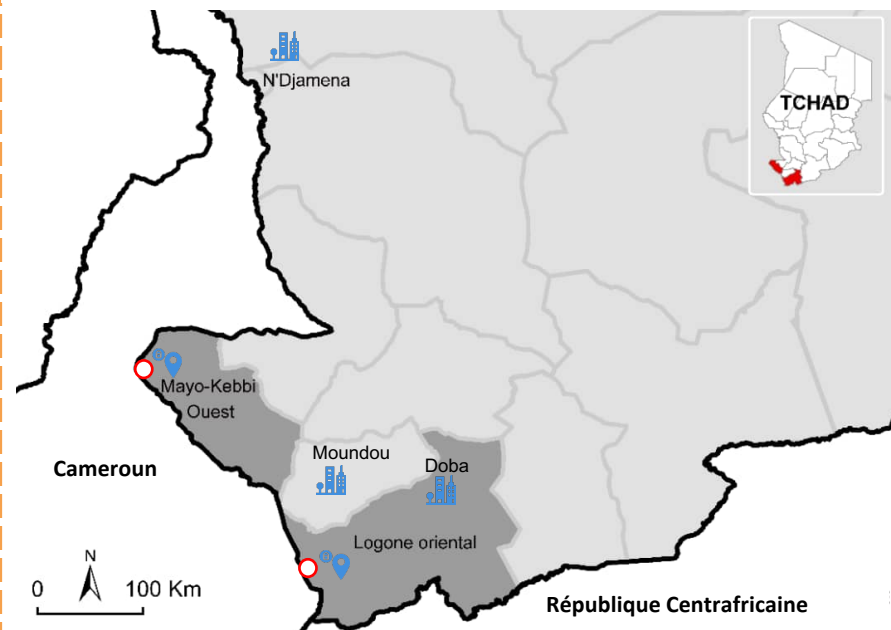 N'Djamena
TCHAD
Mayo-Kebbi
Ouest
Cameroun
Moundou
Doba
Logone oriental
N
0 100 Km
République Centrafricaine